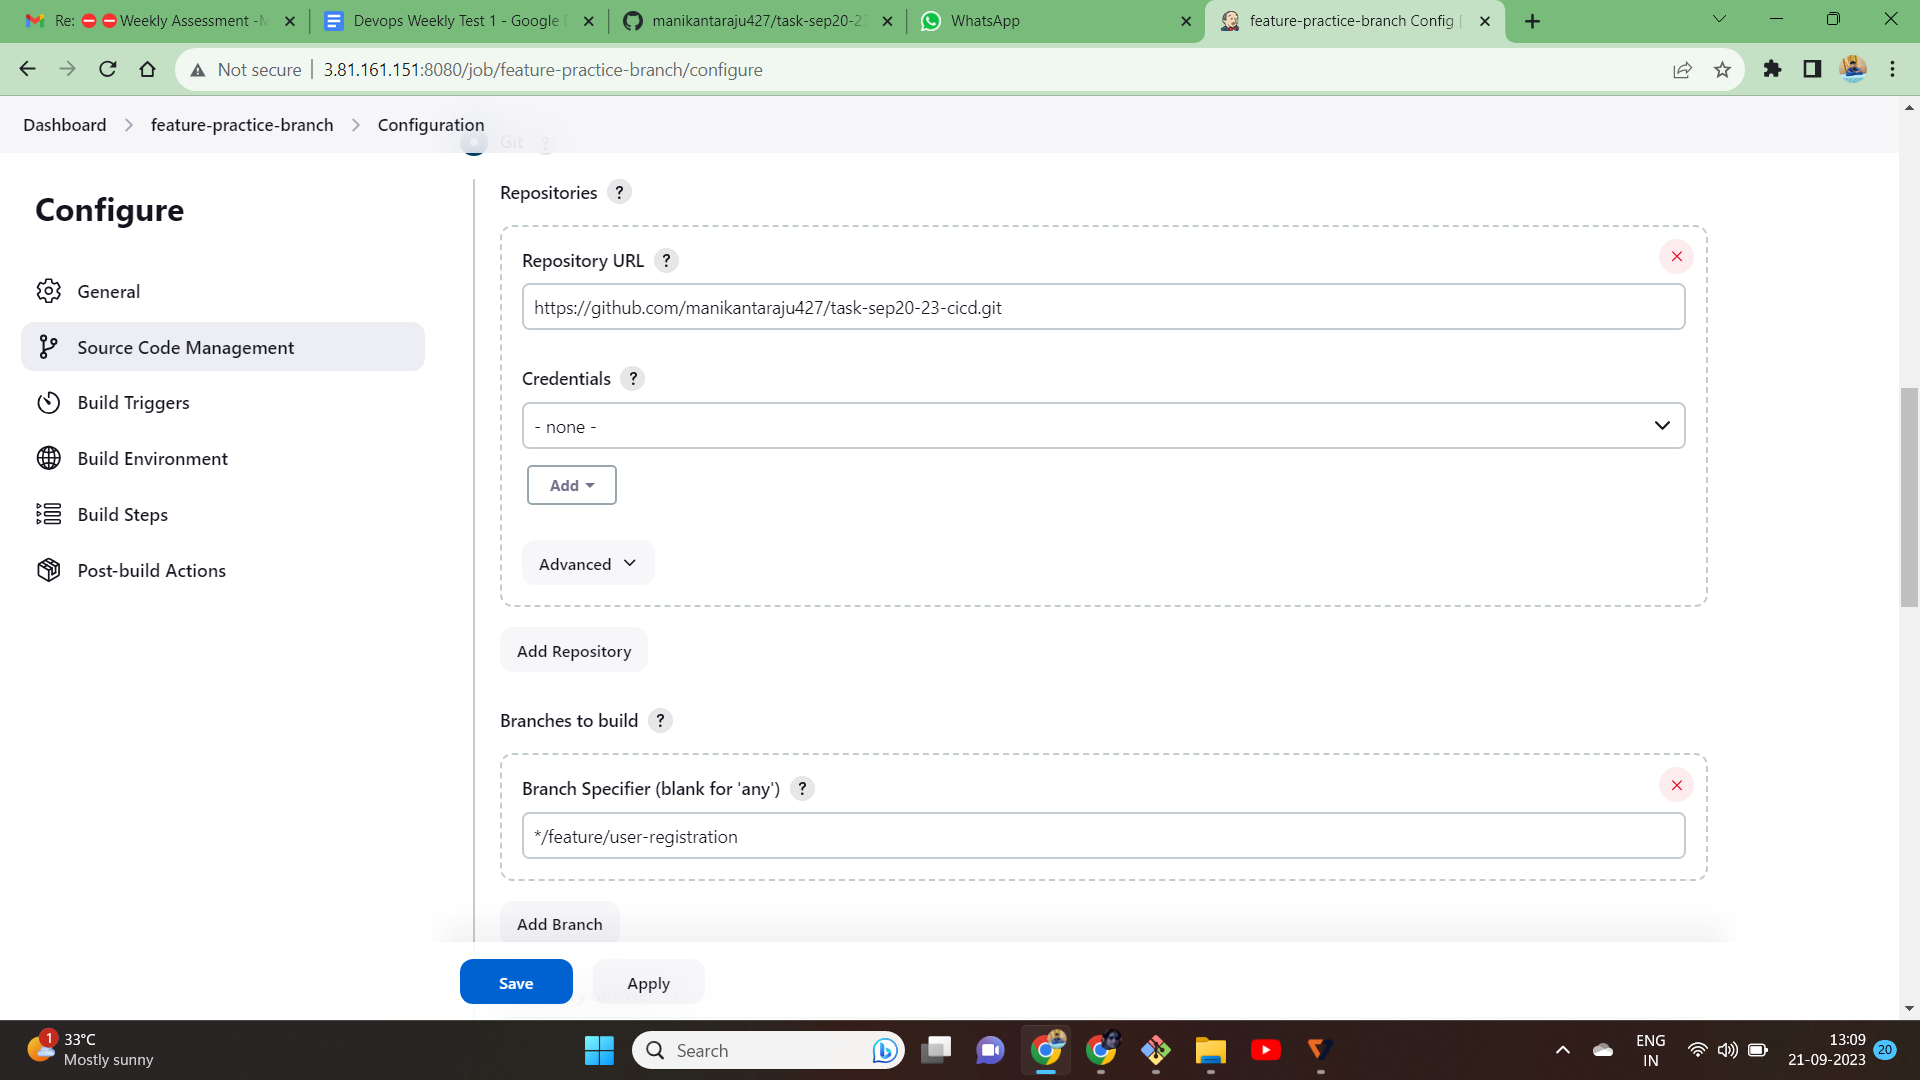 Re: ⛔⛔Weekly Assessment -M
Devops Weekly Test 1 - Google D
manikantaraju427/task-sep20-23
WhatsApp
feature-practice-branch Config [
Not secure
3.81.161.151:8080/job/feature-practice-branch/configure
Dashboard
feature-practice-branch
Configuration
Git ?
Configure
General
Source Code Management
Build Triggers
Build Environment
Build Steps
Post-build Actions
Repositories ?
Repository URL ?
https://github.com/manikantaraju427/task-sep20-23-cicd.git
Credentials ?
- none -
Add
Advanced
Add Repository
Branches to build ?
Branch Specifier (blank for 'any') ?
*/feature/user-registration
Add Branch
Save
Apply
1
33°C
Mostly sunny
Search
ENG
IN
13:09
21-09-2023
20